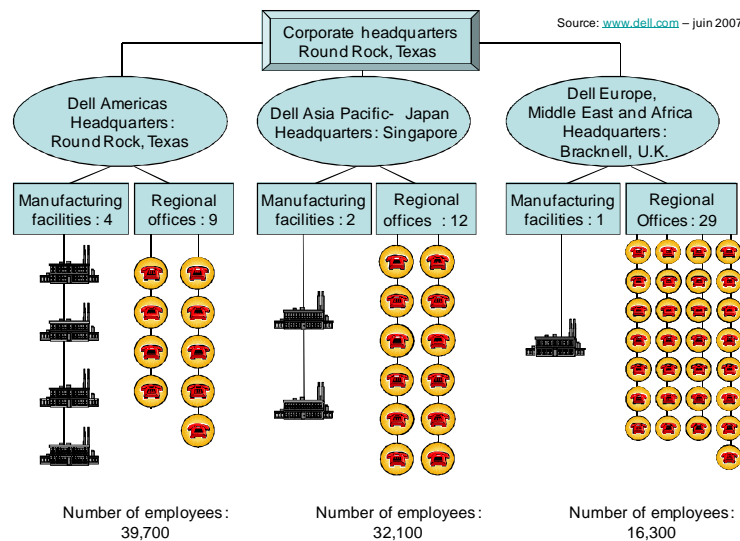 Source: www.dell.com – juin 2007
Corporate headquarters
Round Rock, Texas
Dell Americas
Headquarters:
Round Rock, Texas
Dell Asia Pacific- Japan
Headquarters: Singapore
Dell Europe,
Middle East and Africa
Headquarters:
Bracknell, U.K.
Manufacturing
facilities : 4
Regional
offices : 9
Manufacturing
facilities : 2
Regional
offices : 12
Manufacturing
facilities : 1
Regional
Offices : 29
Number of employees:
39,700
Number of employees:
32,100
Number of employees:
16,300